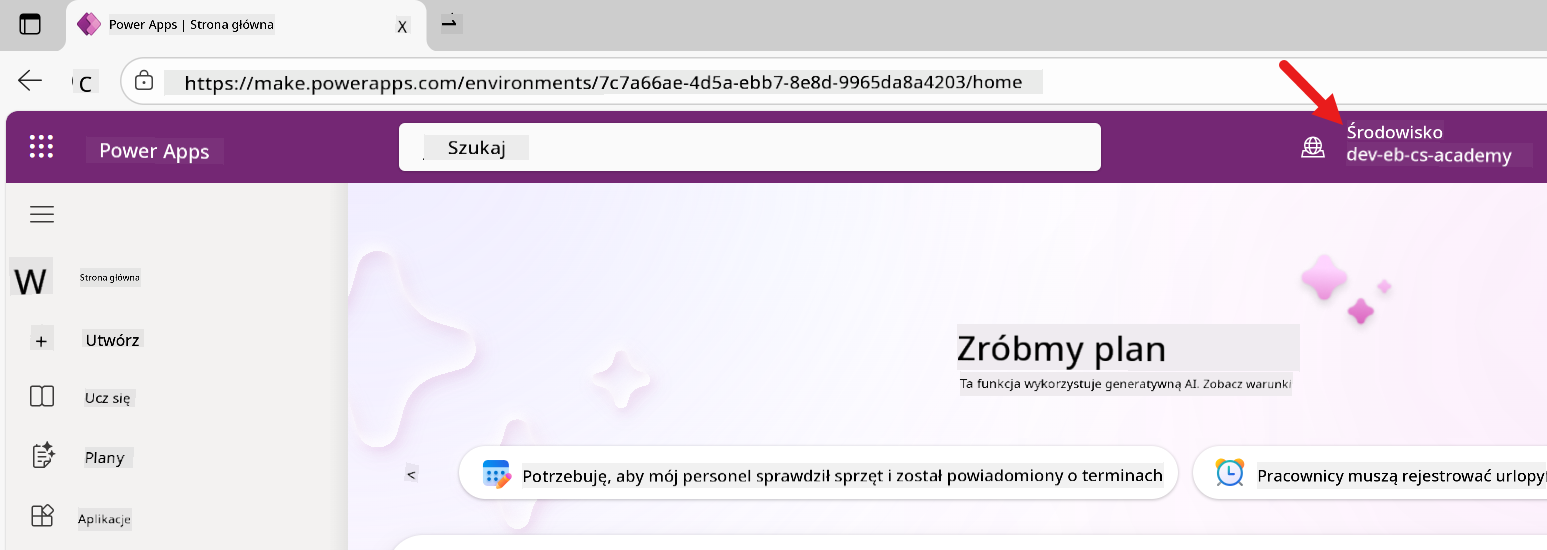 Power Apps | Strona główna
X
C
https://make.powerapps.com/environments/7c7a66ae-4d5a-ebb7-8e8d-9965da8a4203/home
Power Apps
Szukaj
Środowisko
dev-eb-cs-academy
W
Strona główna
+
Utwórz
Zróbmy plan
Ta funkcja wykorzystuje generatywną AI. Zobacz warunki
Ucz się
Plany
<
Potrzebuję, aby mój personel sprawdził sprzęt i został powiadomiony o terminach
Pracownicy muszą rejestrować urlopy
Aplikacje